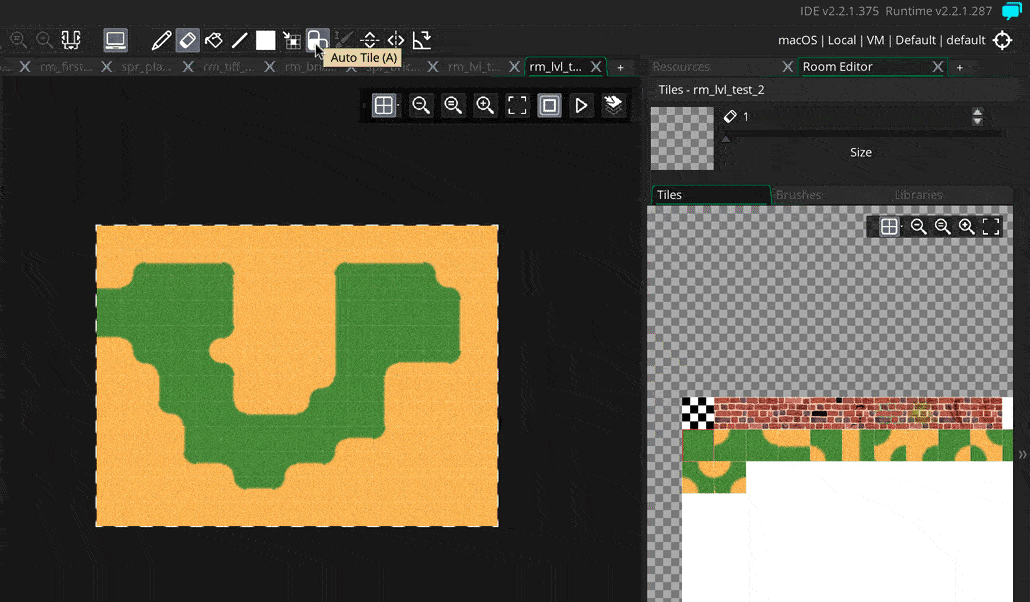 IDE v2.2.1.375 Runtime v2.2.1.287
macOS | Local | VM | Default | default
Auto Tile (A)
rm_first... spr_pla... rm_tiff_... rm_bri... rm_lvl_t... rm_lvl_t... +
Resources Room Editor +
Tiles - rm_lvl_test_2
1
Size
Tiles Brushes Libraries